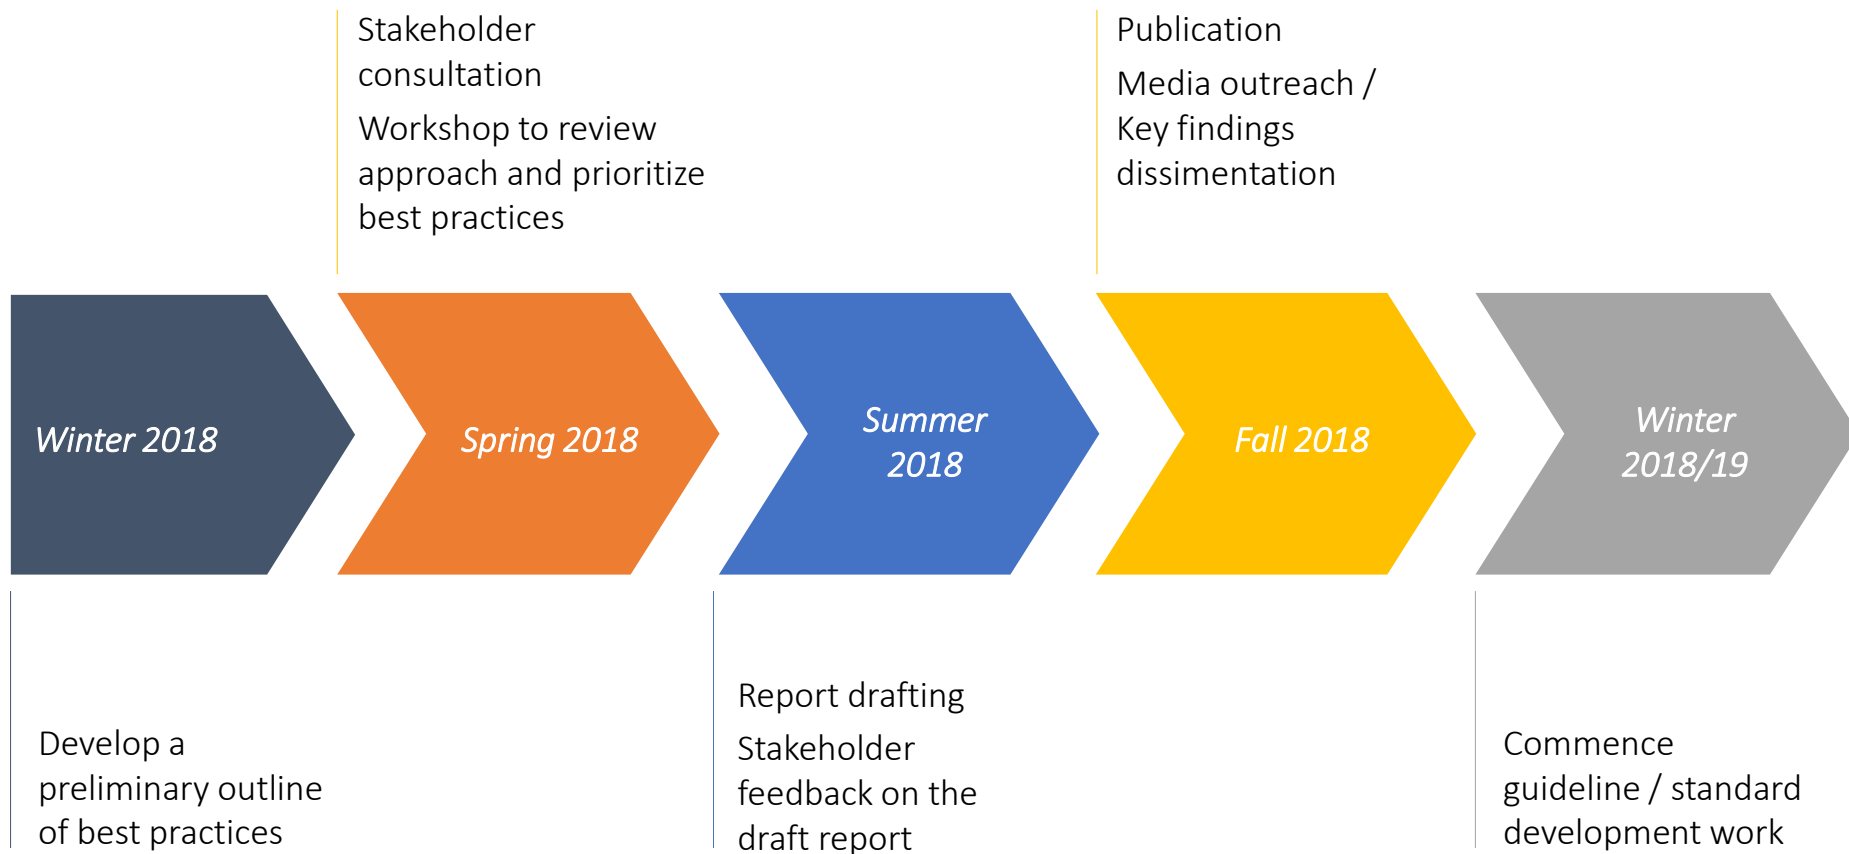 Stakeholder
consultation
Workshop to review
approach and prioritize
best practices
Publication
Media outreach /
Key findings
dissimentation
Winter 2018
Spring 2018
Summer
2018
Fall 2018
Winter
2018/19
Develop a
preliminary outline
of best practices
Report drafting
Stakeholder
feedback on the
draft report
Commence
guideline / standard
development work